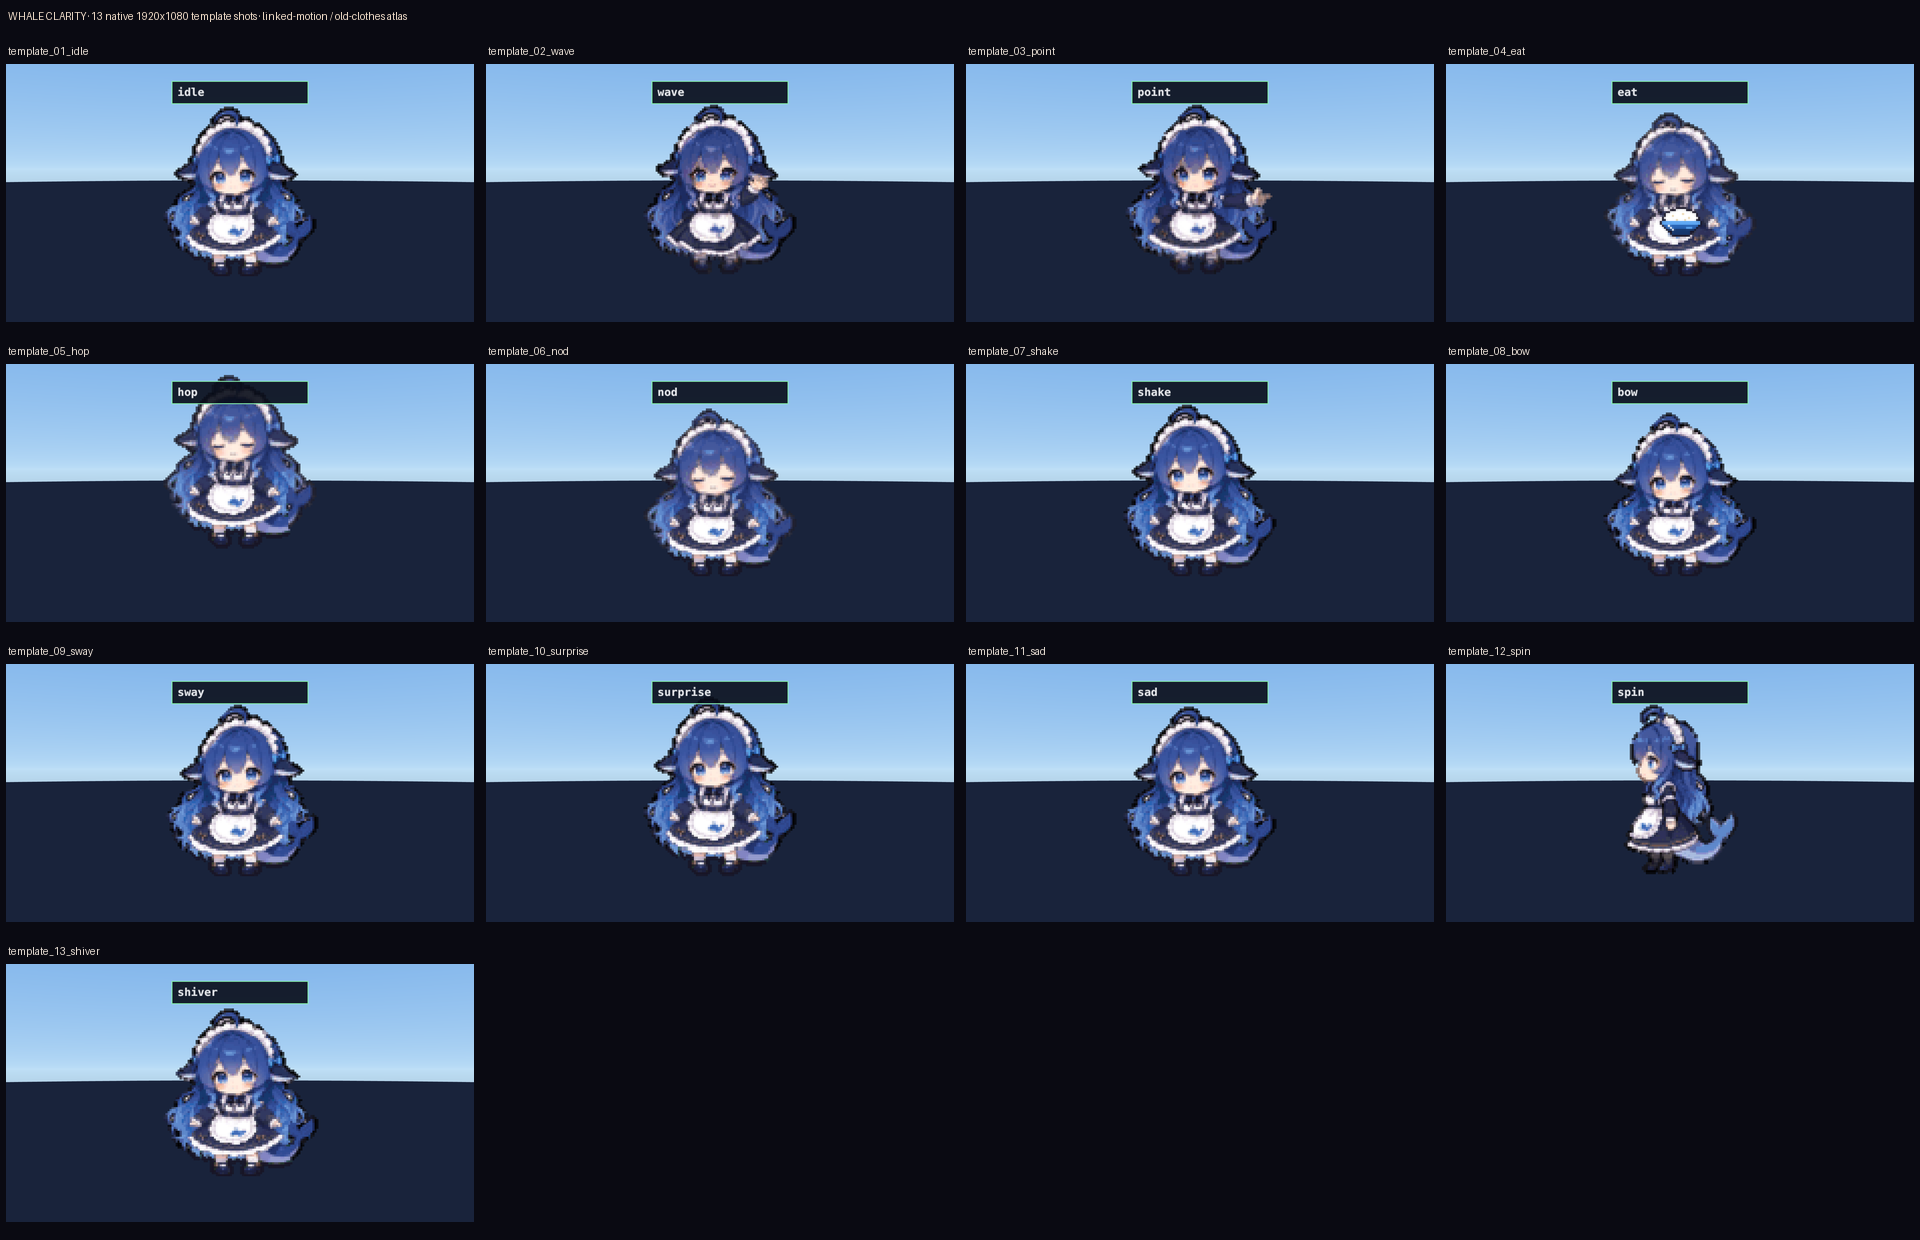 WHALE CLARITY · 13 native 1920x1080 template shots · linked-motion / old-clothes atlas
template_01_idle
template_02_wave
template_03_point
template_04_eat
idle
wave
point
eat
template_05_hop
template_06_nod
template_07_shake
template_08_bow
hop
nod
shake
bow
template_09_sway
template_10_surprise
template_11_sad
template_12_spin
sway
surprise
sad
spin
template_13_shiver
shiver